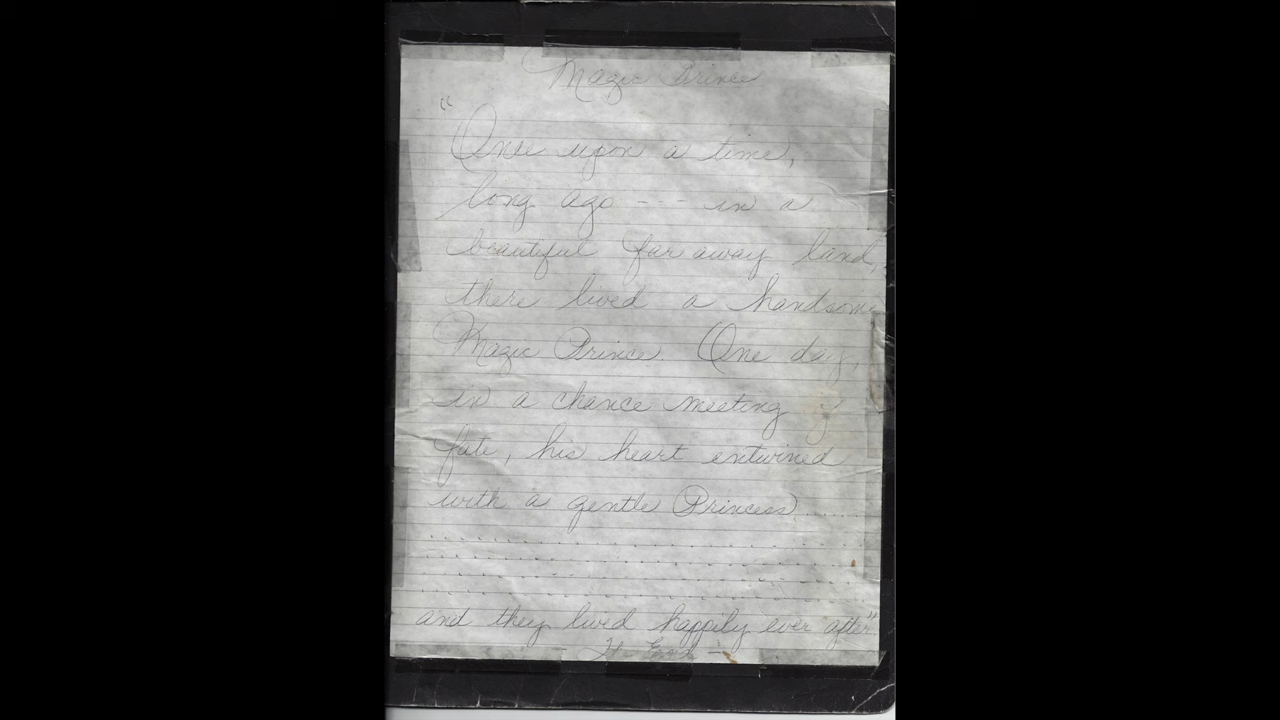 Magic Prince
"Once upon a time,
long ago --- in a
beautiful far away land,
there lived a handsome
Magic Prince. One day,
in a chance meeting of
fate, his heart entwined
with a gentle Princess......
. . . . . . . . . . . . . . . .
. . . . . . . . . . . . . . . .
. . . . . . . . . . . . . . . .
. . . . . . . . . . . . . . . .
and they lived happily ever after"
- End -